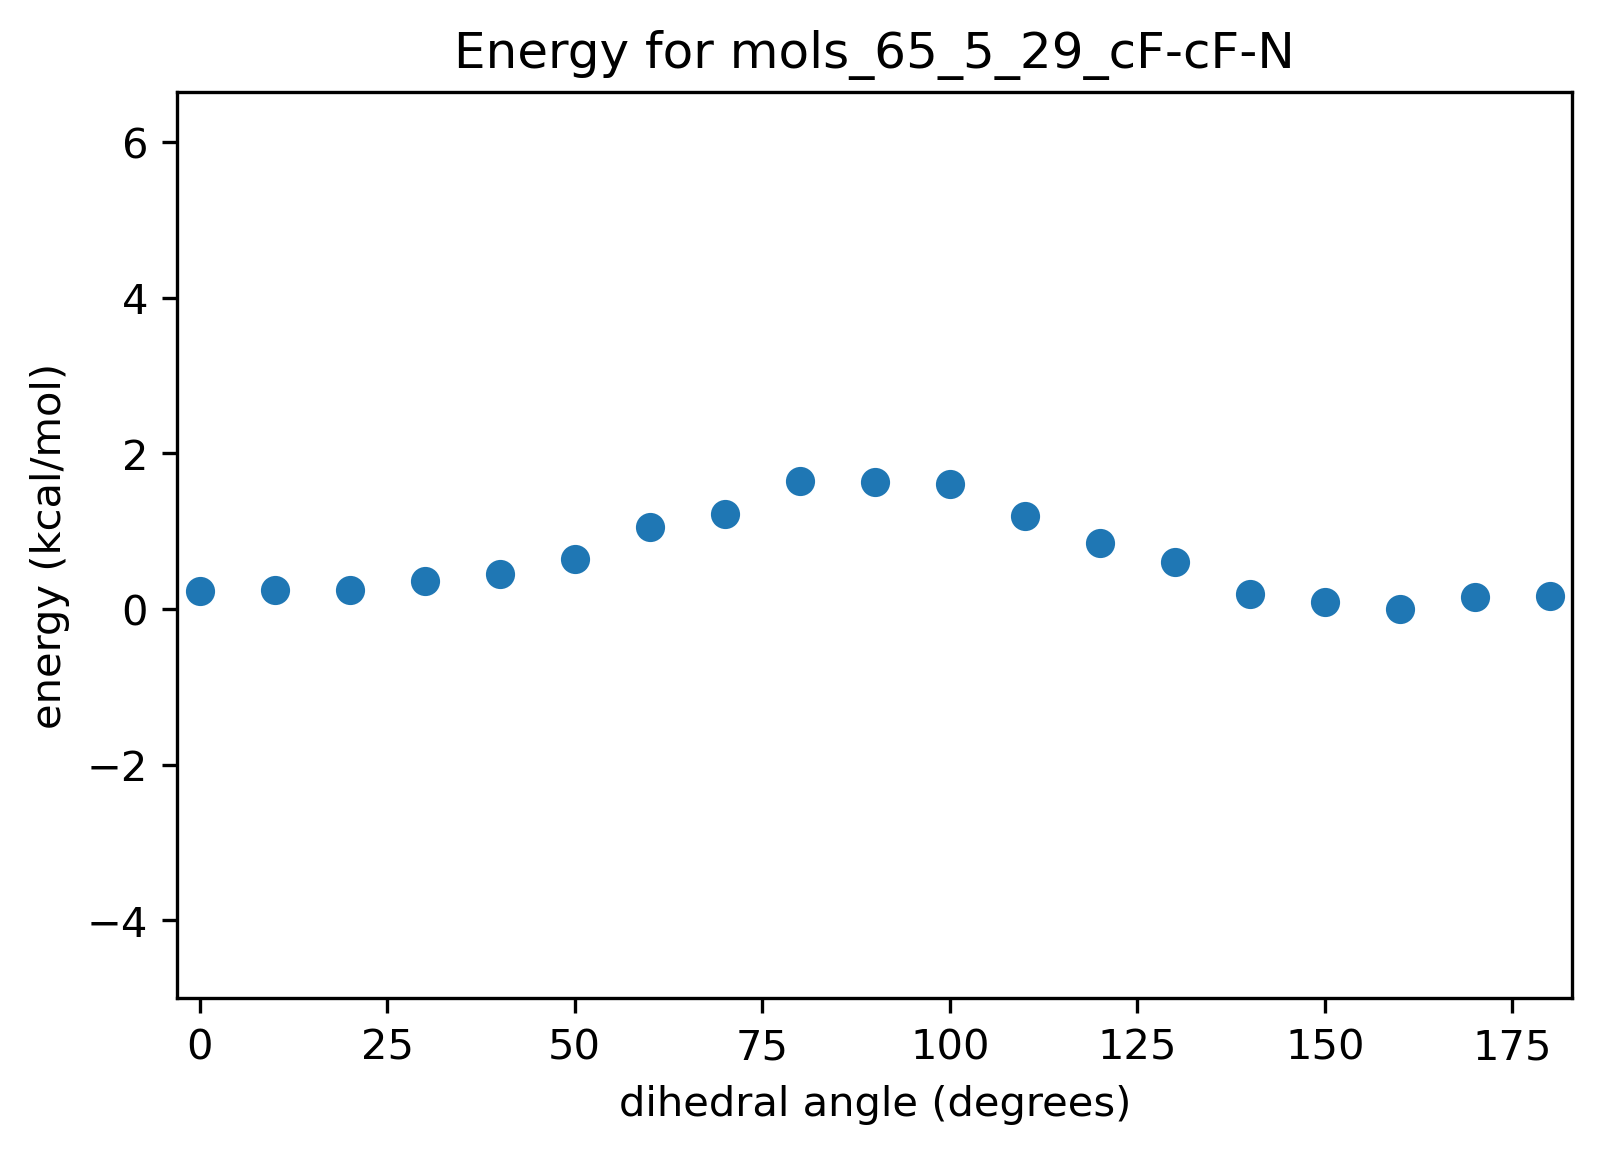 Energy for mols_65_5_29_cF-cF-N
6
4
2
0
−2
−4
energy (kcal/mol)
0 25 50 75 100 125 150 175
dihedral angle (degrees)